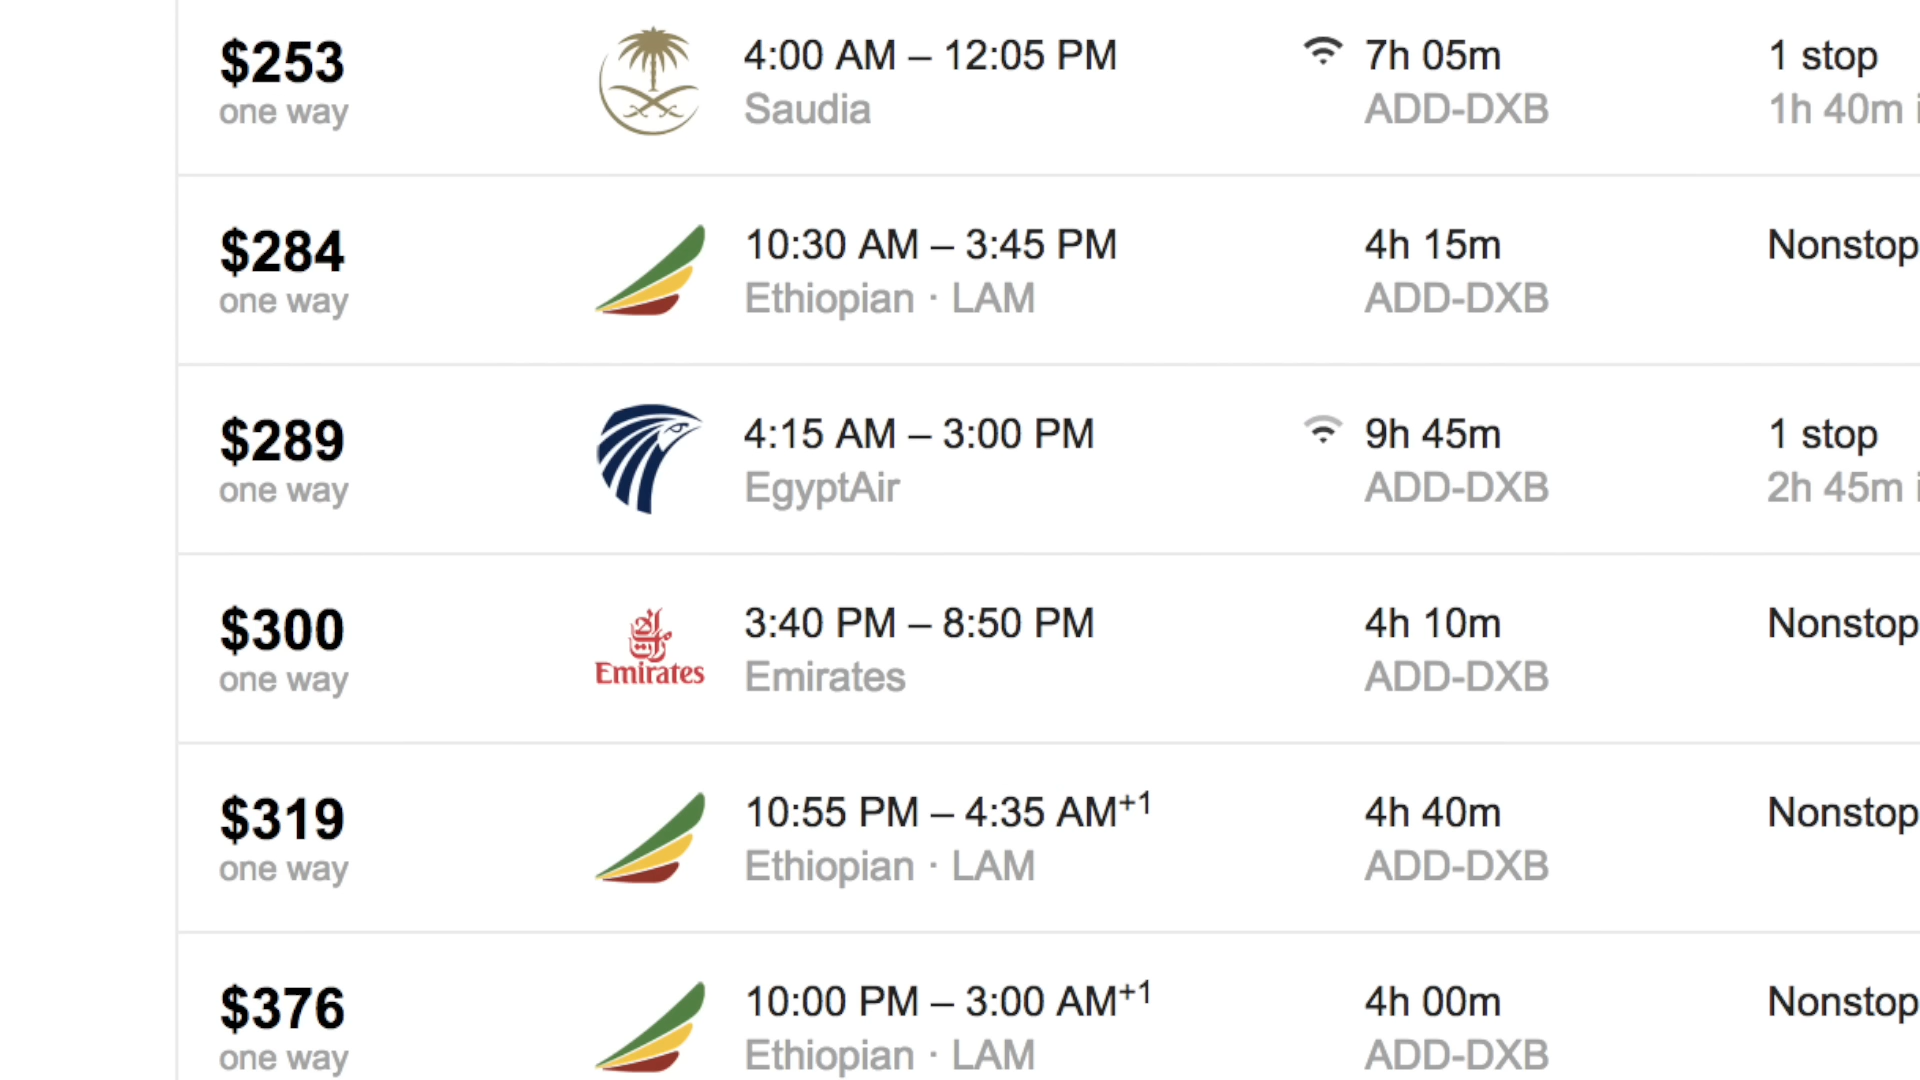 $253
one way
4:00 AM – 12:05 PM
Saudia
7h 05m
ADD-DXB
1 stop
1h 40m i
$284
one way
10:30 AM – 3:45 PM
Ethiopian · LAM
4h 15m
ADD-DXB
Nonstop
$289
one way
4:15 AM – 3:00 PM
EgyptAir
9h 45m
ADD-DXB
1 stop
2h 45m i
$300
one way
Emirates
3:40 PM – 8:50 PM
Emirates
4h 10m
ADD-DXB
Nonstop
$319
one way
10:55 PM – 4:35 AM+1
Ethiopian · LAM
4h 40m
ADD-DXB
Nonstop
$376
one way
10:00 PM – 3:00 AM+1
Ethiopian · LAM
4h 00m
ADD-DXB
Nonstop